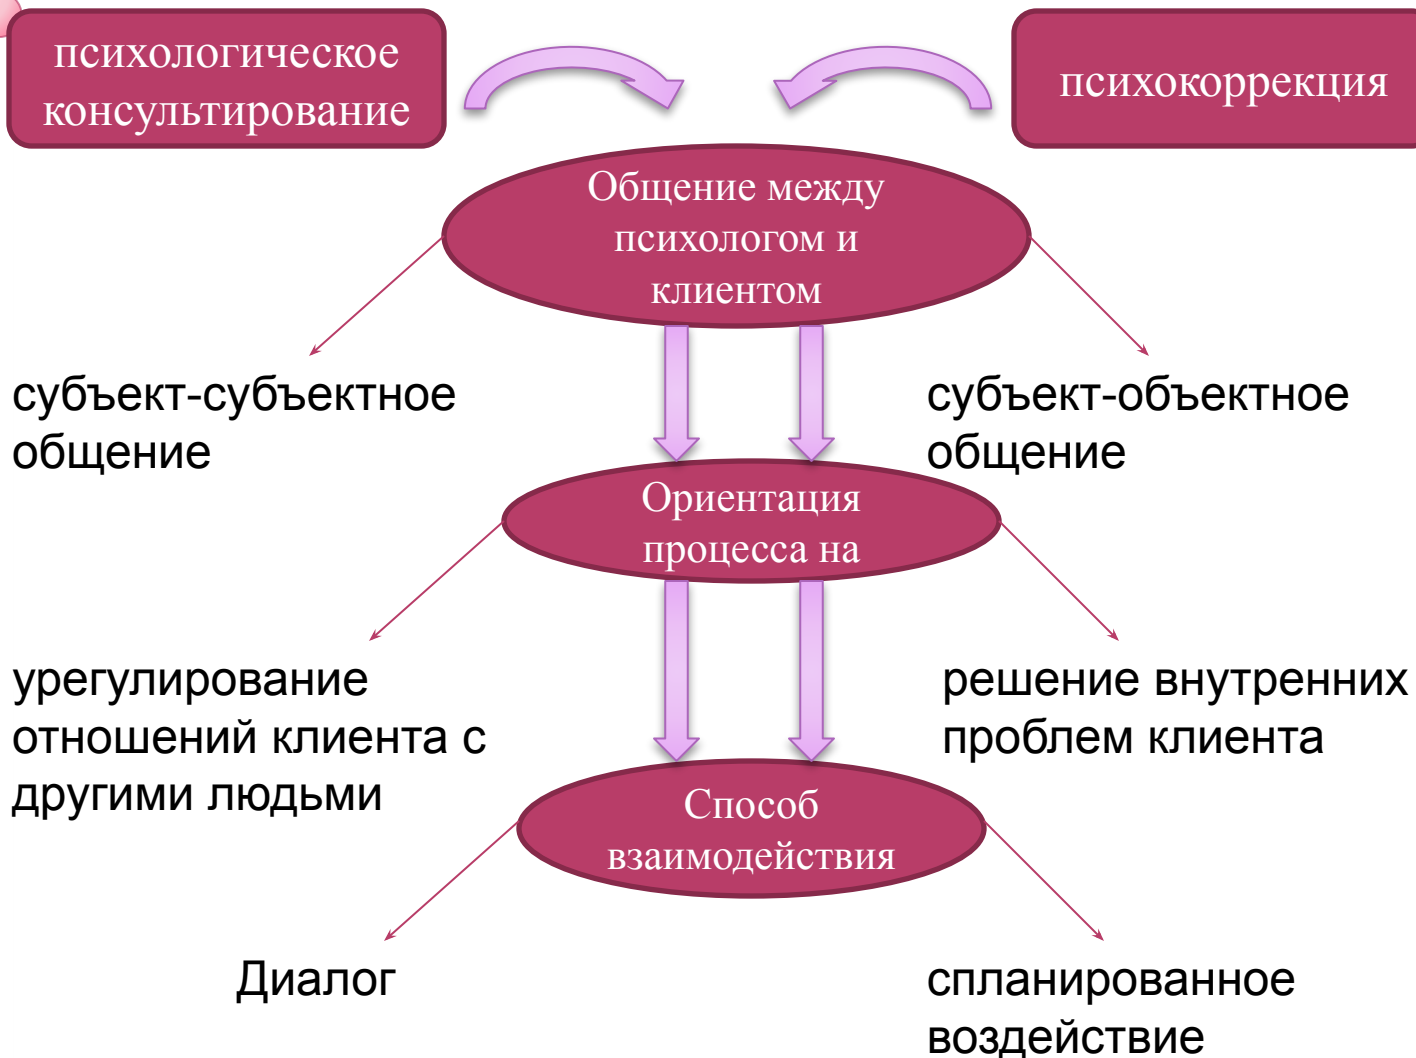 психологическое
консультирование
психокоррекция
Общение между
психологом и
клиентом
субъект-субъектное
общение
субъект-объектное
общение
Ориентация
процесса на
урегулирование
отношений клиента с
другими людьми
решение внутренних
проблем клиента
Способ
взаимодействия
Диалог
спланированное
воздействие